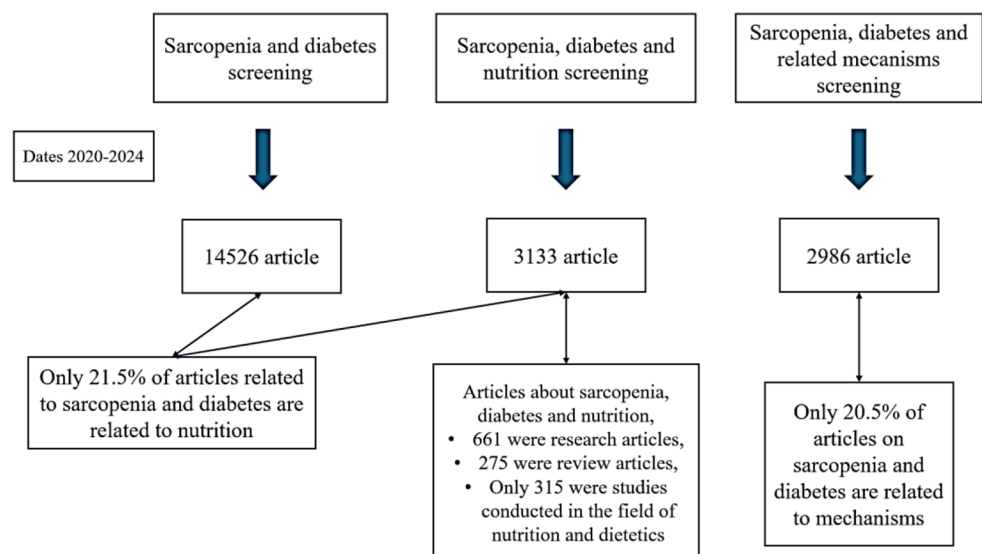 Sarcopenia and diabetes
screening
Sarcopenia, diabetes and
nutrition screening
Sarcopenia, diabetes and
related mecanisms
screening
Dates 2020-2024
14526 article
3133 article
2986 article
Only 21.5% of articles related
to sarcopenia and diabetes are
related to nutrition
Articles about sarcopenia,
diabetes and nutrition,
• 661 were research articles,
• 275 were review articles,
• Only 315 were studies
conducted in the field of
nutrition and dietetics
Only 20.5% of
articles on
sarcopenia and
diabetes are related
to mechanisms